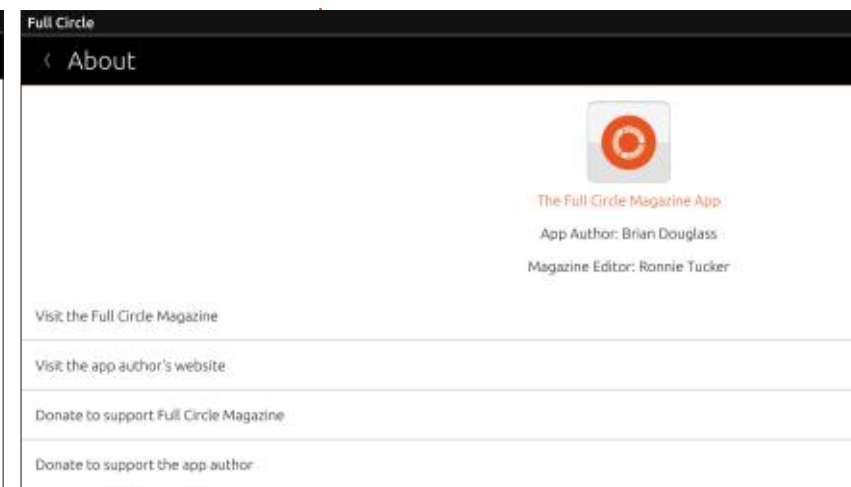 Full Circle
About
The Full Circle Magazine App
App Author: Brian Douglass
Magazine Editor: Ronnie Tucker
Visit the Full Circle Magazine
Visit the app author's website
Donate to support Full Circle Magazine
Donate to support the app author